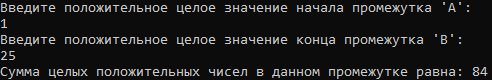 Введите положительное целое значение начала промежутка 'А':
1
Введите положительное целое значение конца промежутка 'В':
25
Сумма целых положительных чисел в данном промежутке равна: 84